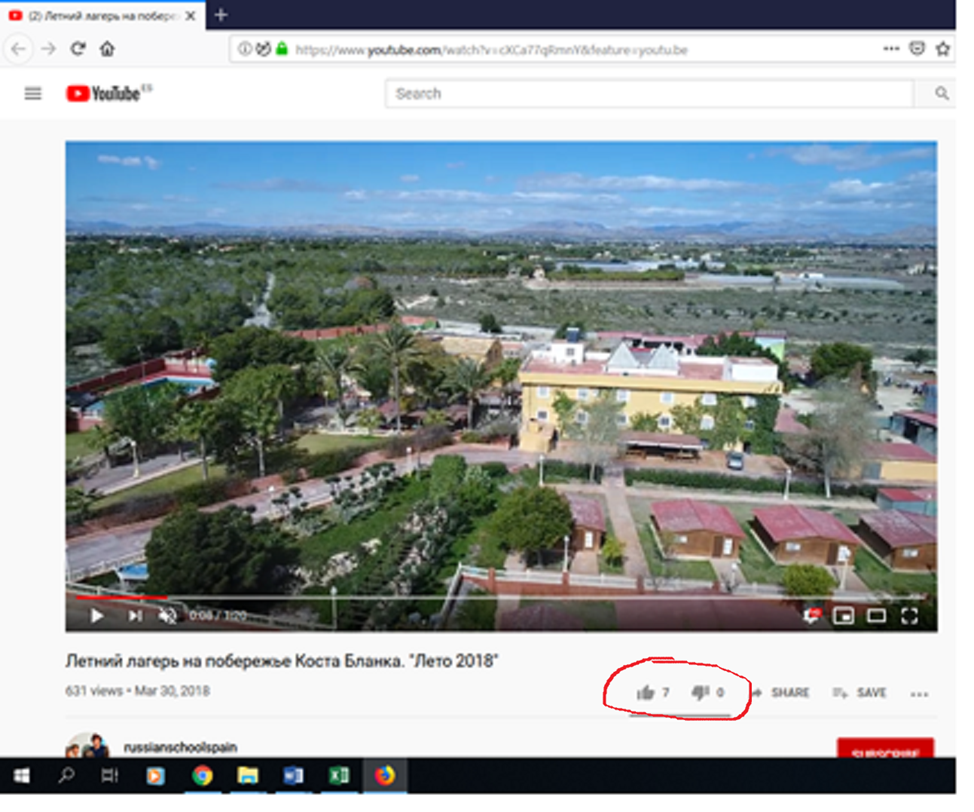 (2) Летний лагерь на побереж
https://www.youtube.com/watch?v=cXCa77qRmnY&feature=youtu.be
YouTube ES
Search
0:08 / 1:20
Летний лагерь на побережье Коста Бланка. "Лето 2018"
631 views • Mar 30, 2018
7 0 SHARE SAVE
russianschoolspain
SUBSCRIBE